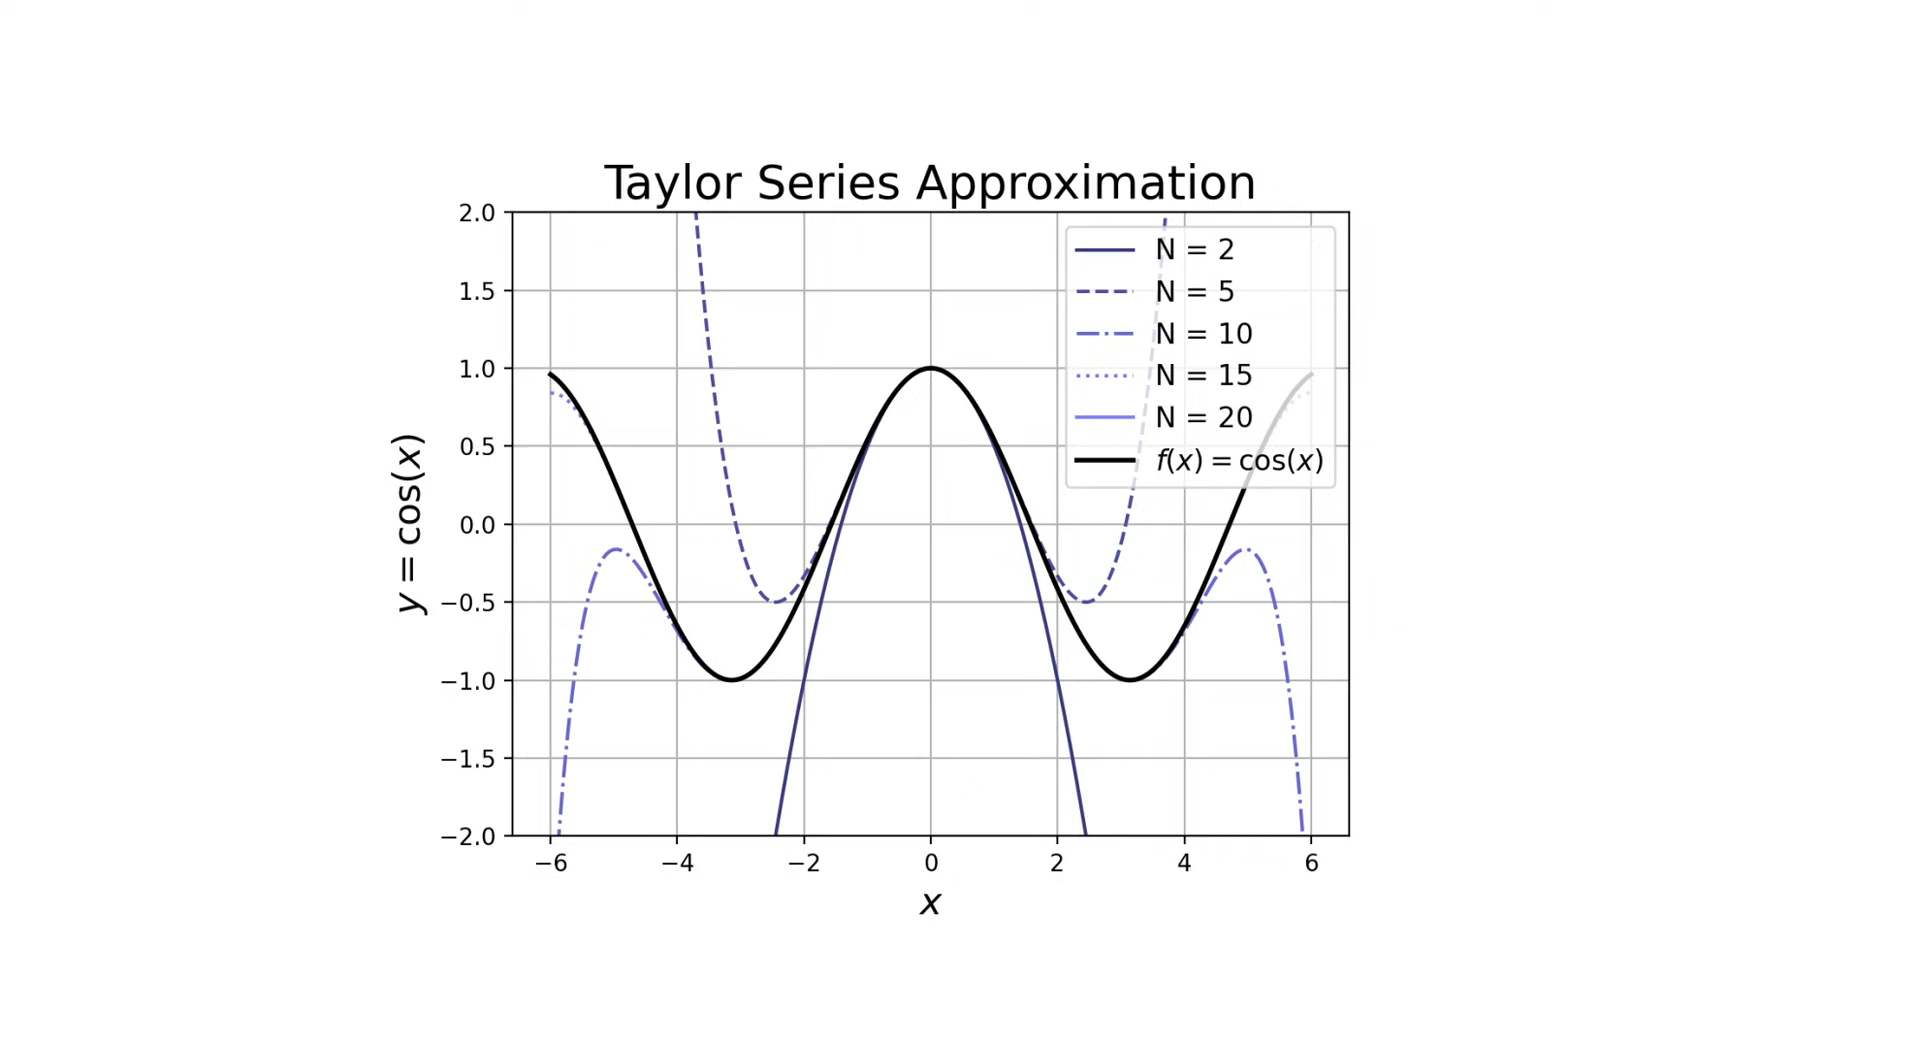 Taylor Series Approximation
2.0
1.5
1.0
0.5
0.0
−0.5
−1.0
−1.5
−2.0
y = cos(x)
N = 2
N = 5
N = 10
N = 15
N = 20
f(x) = cos(x)
−6 −4 −2 0 2 4 6
x